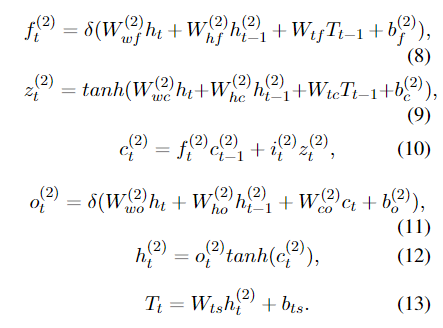 f_t^{(2)} = δ(W_{wf}^{(2)} h_t + W_{hf}^{(2)} h_{t-1}^{(2)} + W_{tf} T_{t-1} + b_f^{(2)}),
(8)
z_t^{(2)} = tanh(W_{wc}^{(2)} h_t + W_{hc}^{(2)} h_{t-1}^{(2)} + W_{tc} T_{t-1} + b_c^{(2)}),
(9)
c_t^{(2)} = f_t^{(2)} c_{t-1}^{(2)} + i_t^{(2)} z_t^{(2)}, (10)
o_t^{(2)} = δ(W_{wo}^{(2)} h_t + W_{ho}^{(2)} h_{t-1}^{(2)} + W_{co}^{(2)} c_t + b_o^{(2)}),
(11)
h_t^{(2)} = o_t^{(2)} tanh(c_t^{(2)}), (12)
T_t = W_{ts} h_t^{(2)} + b_{ts}. (13)